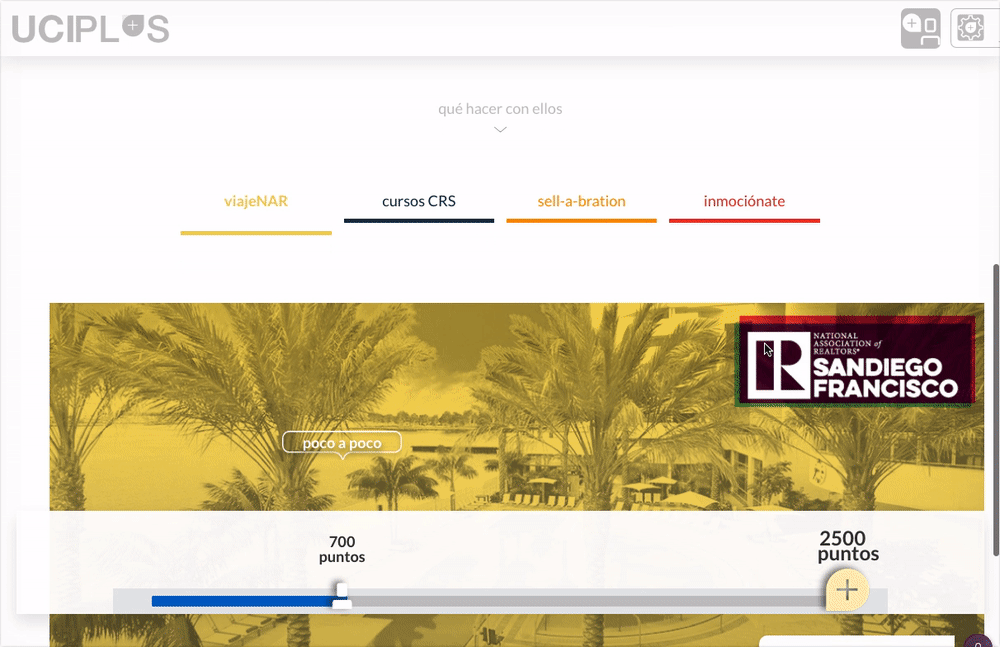 UCIPLUS
qué hacer con ellos
viajeNAR
cursos CRS
sell-a-bration
inmociónate
NATIONAL
ASSOCIATION of
REALTORS®
SANDIEGO
FRANCISCO
poco a poco
700
puntos
2500
puntos